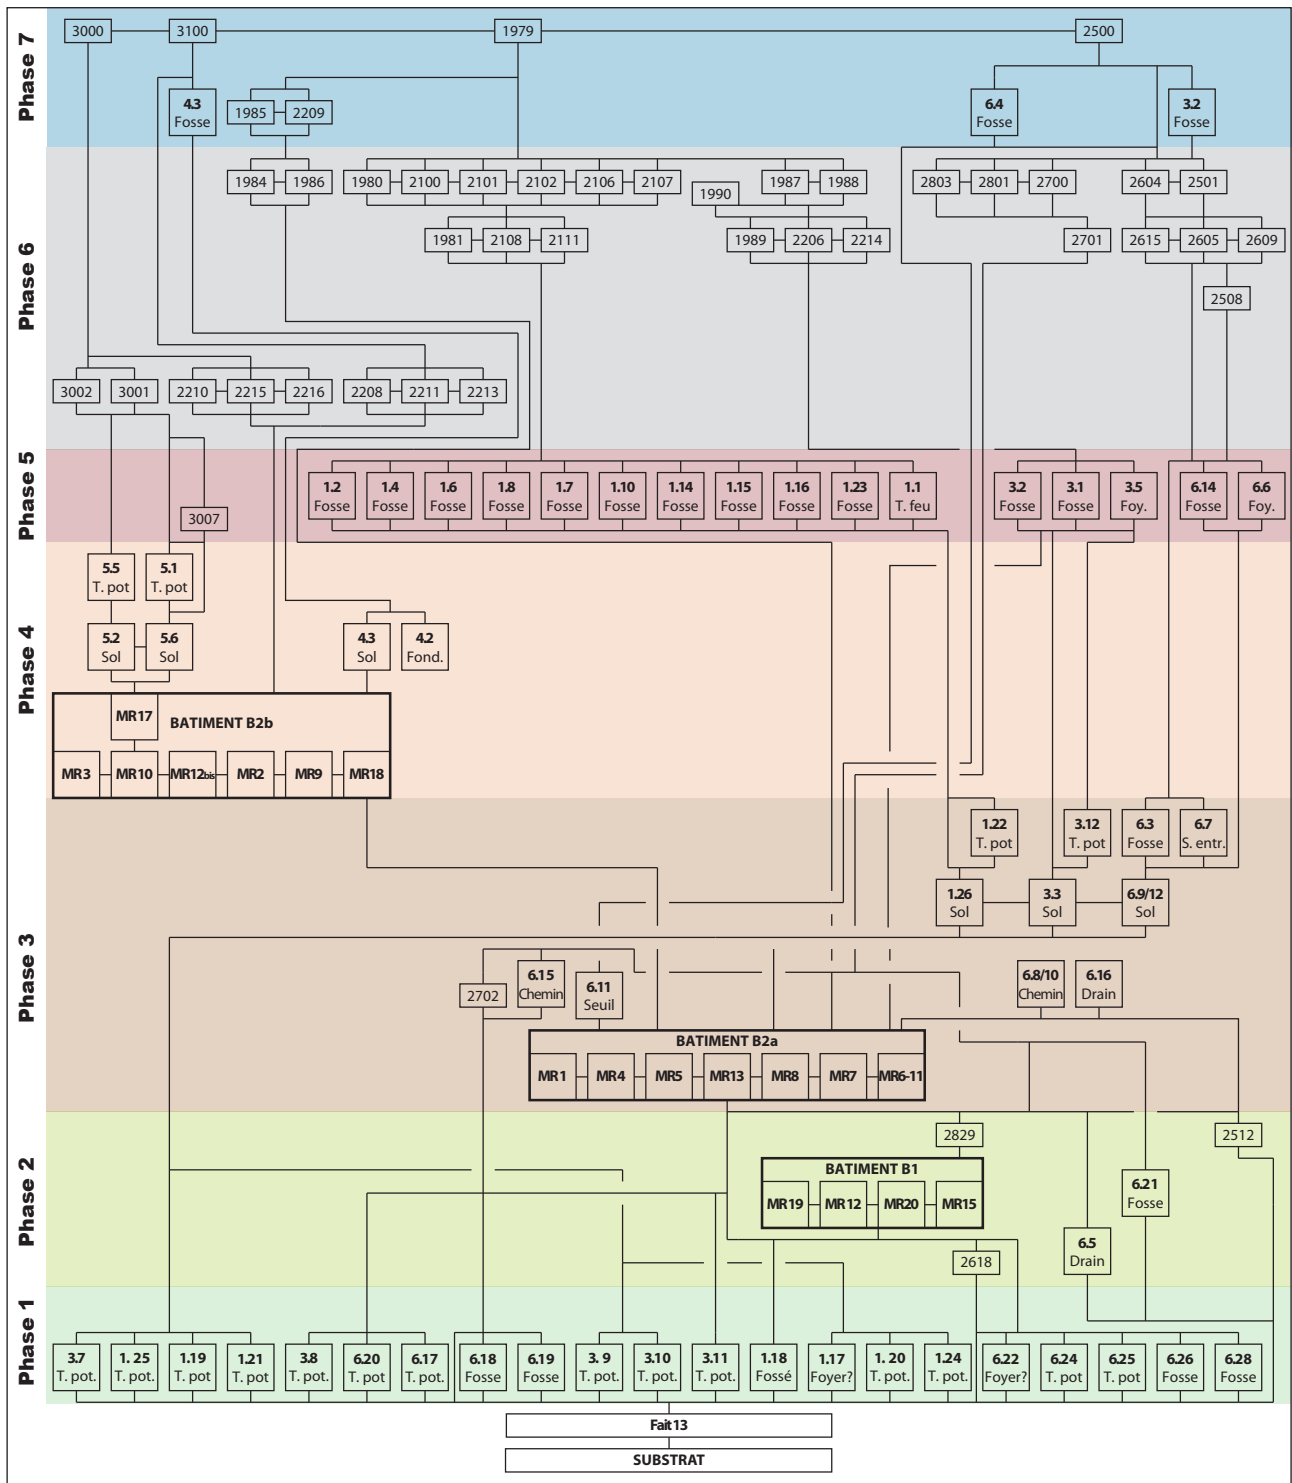 Phase 7
3000 3100 1979 2500
4.3 Fosse
1985 2209
6.4 Fosse
3.2 Fosse
Phase 6
1984 1986 1980 2100 2101 2102 2106 2107 1990 1987 1988 2803 2801 2700 2604 2501
1981 2108 2111 1989 2206 2214 2701 2615 2605 2609
2508
3002 3001 2210 2215 2216 2208 2211 2213
Phase 5
1.2 1.4 1.6 1.8 1.7 1.10 1.14 1.15 1.16 1.23 1.1 3.2 3.1 3.5 6.14 6.6
Fosse Fosse Fosse Fosse Fosse Fosse Fosse Fosse Fosse Fosse T. feu Fosse Fosse Foy. Fosse Foy.
3007
Phase 4
5.5 5.1
T. pot T. pot
5.2 5.6 4.3 4.2
Sol Sol Sol Fond.
MR17 BATIMENT B2b
MR3 MR10 MR12bis MR2 MR9 MR18
Phase 3
1.22 3.12 6.3 6.7
T. pot T. pot Fosse S. entr.
1.26 3.3 6.9/12
Sol Sol Sol
6.15 6.8/10 6.16
Chemin Chemin Drain
2702
6.11
Seuil
BATIMENT B2a
MR1 MR4 MR5 MR13 MR8 MR7 MR6-11
Phase 2
2829 2512
BATIMENT B1
MR19 MR12 MR20 MR15
6.21
Fosse
6.5
Drain
2618
Phase 1
3.7 1. 25 1.19 1.21 3.8 6.20 6.17 6.18 6.19 3. 9 3.10 3.11 1.18 1.17 1. 20 1.24 6.22 6.24 6.25 6.26 6.28
T. pot. T. pot. T. pot T. pot T. pot. T. pot T. pot. Fosse Fosse T. pot. T. pot. T. pot. Fossé Foyer? T. pot. T. pot. Foyer? T. pot T. pot Fosse Fosse
Fait 13
SUBSTRAT